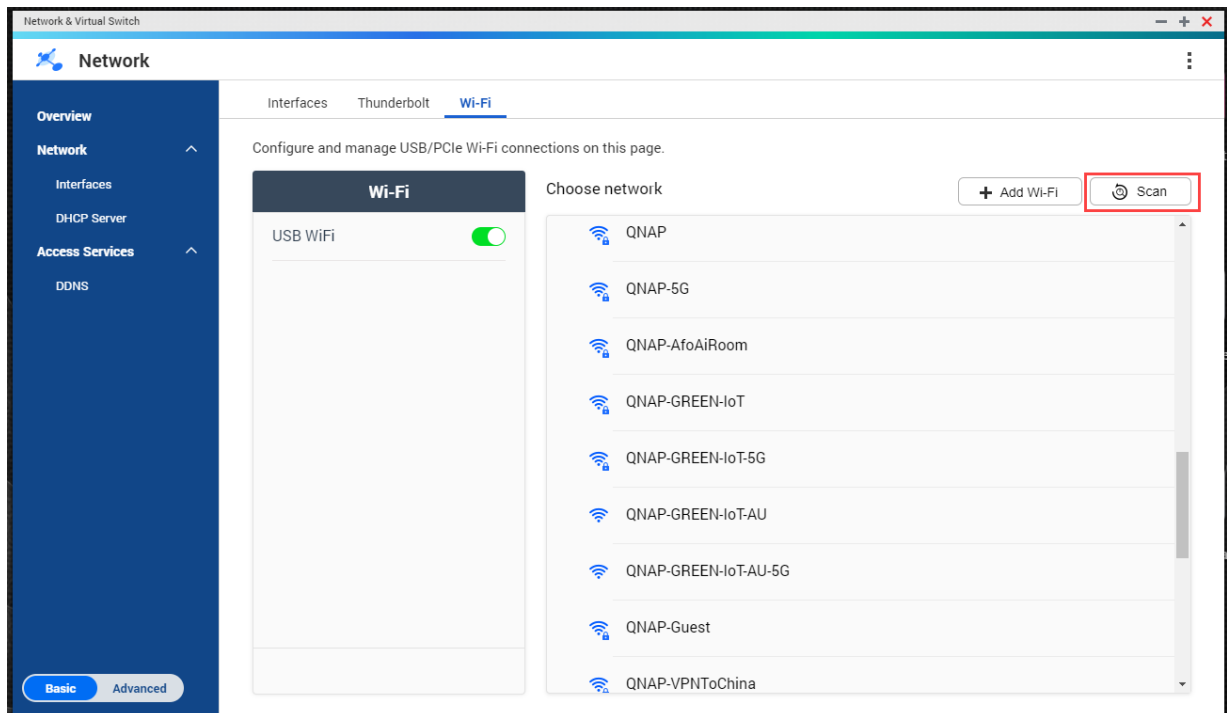 Network & Virtual Switch
Network
Overview
Network
Interfaces
DHCP Server
Access Services
DDNS
Basic Advanced
Interfaces Thunderbolt Wi-Fi
Configure and manage USB/PCIe Wi-Fi connections on this page.
Wi-Fi
USB WiFi
Choose network
+ Add Wi-Fi Scan
QNAP
QNAP-5G
QNAP-AfoAiRoom
QNAP-GREEN-IoT
QNAP-GREEN-IoT-5G
QNAP-GREEN-IoT-AU
QNAP-GREEN-IoT-AU-5G
QNAP-Guest
QNAP-VPNToChina